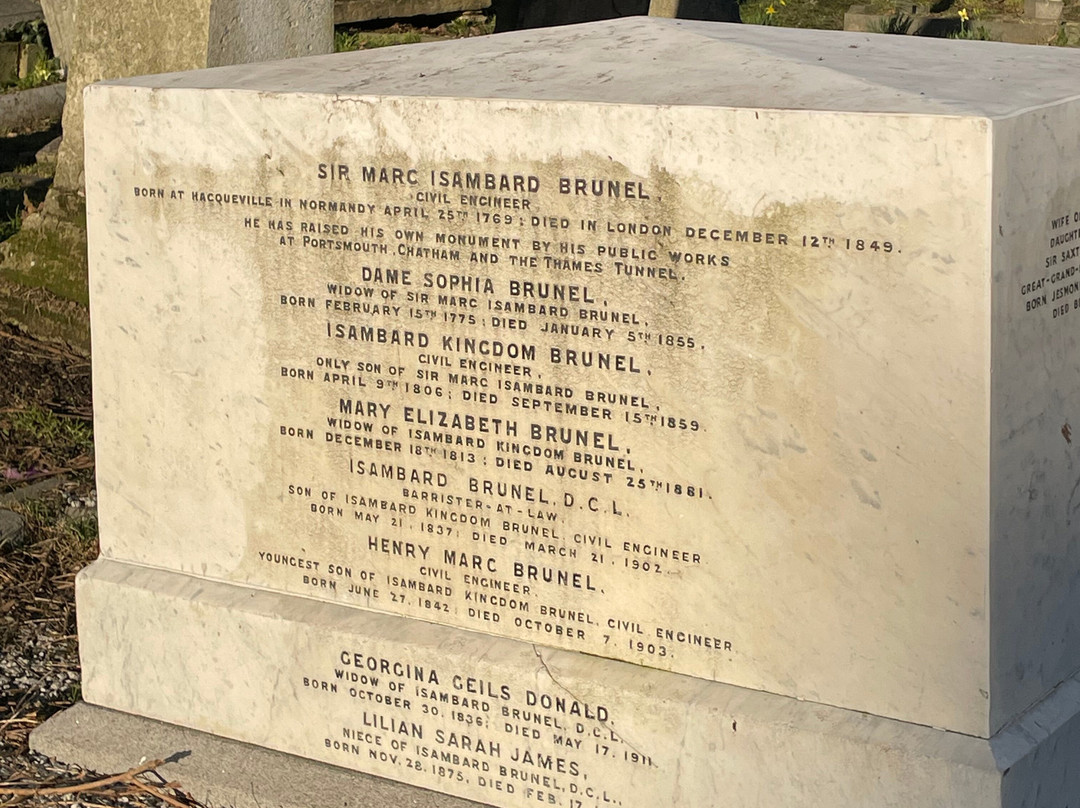 SIR MARC ISAMBARD BRUNEL,
CIVIL ENGINEER.
BORN AT HACQUEVILLE IN NORMANDY APRIL 25TH 1769 : DIED IN LONDON DECEMBER 12TH 1849.
HE HAS RAISED HIS OWN MONUMENT BY HIS PUBLIC WORKS
AT PORTSMOUTH, CHATHAM AND THE THAMES TUNNEL.
DAME SOPHIA BRUNEL,
WIDOW OF SIR MARC ISAMBARD BRUNEL,
BORN FEBRUARY 15TH 1775 : DIED JANUARY 5TH 1855.
ISAMBARD KINGDOM BRUNEL,
CIVIL ENGINEER,
ONLY SON OF SIR MARC ISAMBARD BRUNEL,
BORN APRIL 9TH 1806 : DIED SEPTEMBER 15TH 1859.
MARY ELIZABETH BRUNEL,
WIDOW OF ISAMBARD KINGDOM BRUNEL,
BORN DECEMBER 18TH 1813 : DIED AUGUST 25TH 1881.
ISAMBARD BRUNEL, D.C.L.
BARRISTER-AT-LAW.
SON OF ISAMBARD KINGDOM BRUNEL, CIVIL ENGINEER
BORN MAY 21, 1837: DIED MARCH 21, 1902.
HENRY MARC BRUNEL,
CIVIL ENGINEER.
YOUNGEST SON OF ISAMBARD KINGDOM BRUNEL, CIVIL ENGINEER.
BORN JUNE 27, 1842: DIED OCTOBER 7, 1903.
GEORGINA GEILS DONALD,
WIDOW OF ISAMBARD BRUNEL, D.C.L.
BORN OCTOBER 30, 1836; DIED MAY 17, 1911.
LILIAN SARAH JAMES,
NIECE OF ISAMBARD BRUNEL, D.C.L.,
BORN NOV. 28. 1875, DIED FEB. 17,
WIFE
DAUGHTE
SIR SAXT
GREAT-GRAND-
BORN JESMON
DIED B